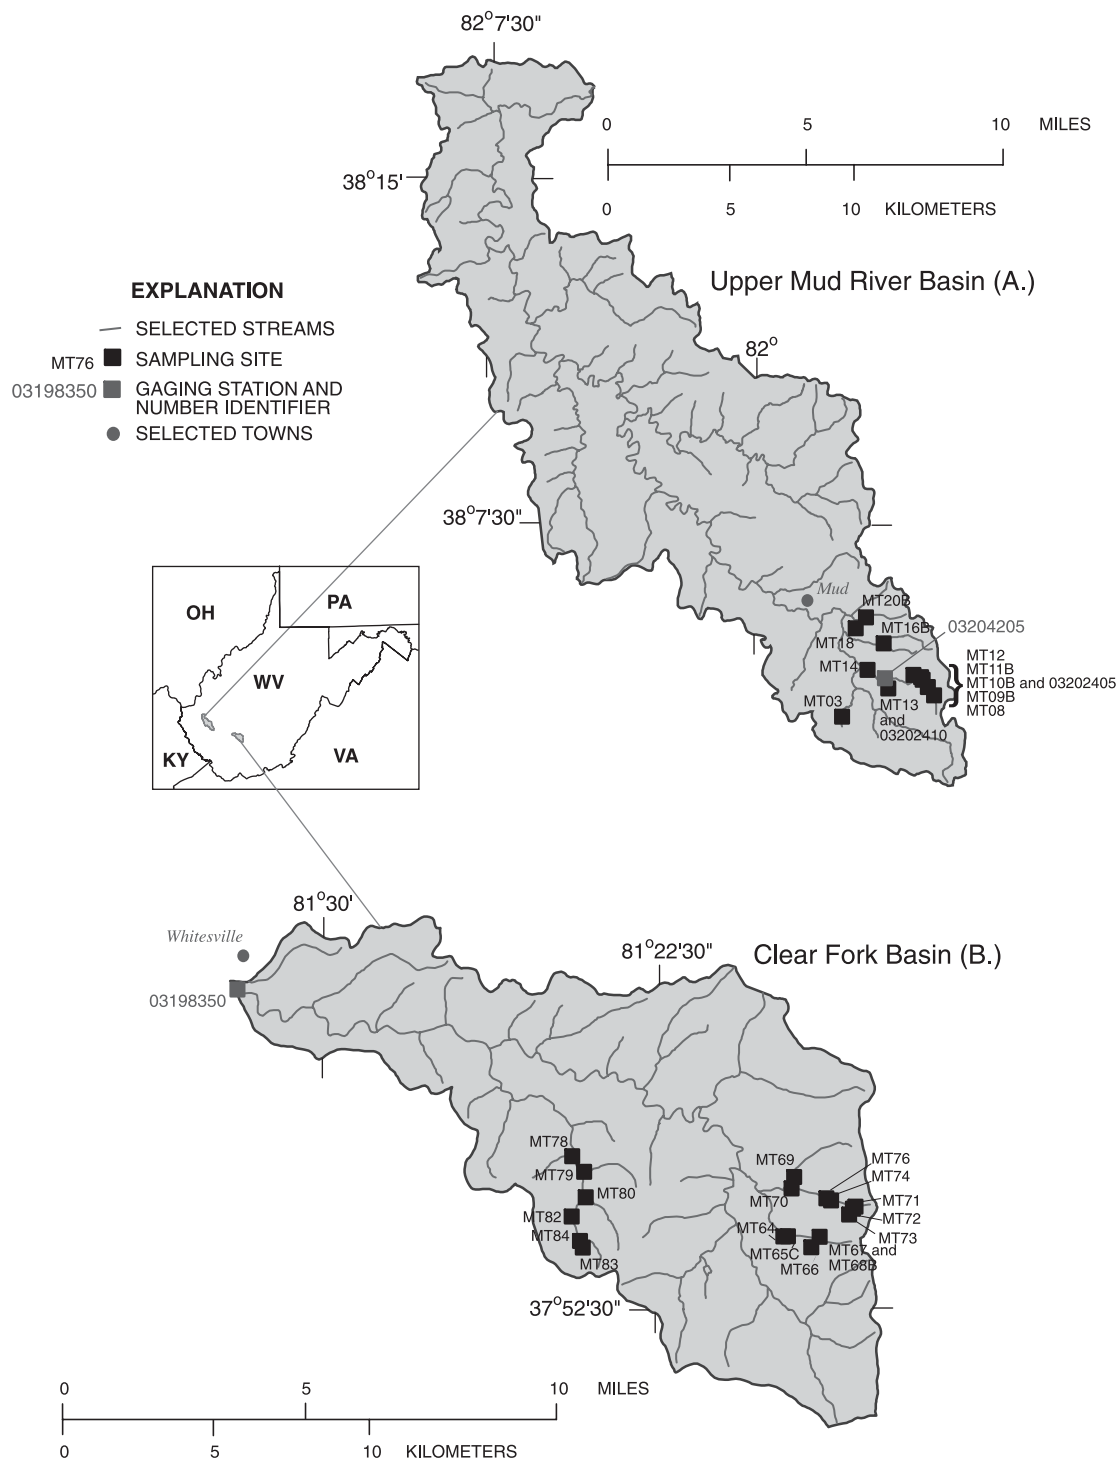 82°7'30"
0 5 10 MILES
38°15'
0 5 10 KILOMETERS
Upper Mud River Basin (A.)
EXPLANATION
SELECTED STREAMS
MT76 SAMPLING SITE
03198350 GAGING STATION AND
NUMBER IDENTIFIER
SELECTED TOWNS
82°
38°7'30"
Mud
MT20B
MT18
MT16B
03204205
MT14
MT12
MT11B
MT10B and 03202405
MT09B
MT08
MT03
MT13
and
03202410
OH
PA
WV
KY
VA
81°30'
Whitesville
03198350
81°22'30"
Clear Fork Basin (B.)
MT78
MT79
MT80
MT82
MT84
MT83
MT69
MT76
MT74
MT70
MT71
MT72
MT73
MT64
MT65C
MT66
MT67 and
MT68B
37°52'30"
0 5 10 MILES
0 5 10 KILOMETERS